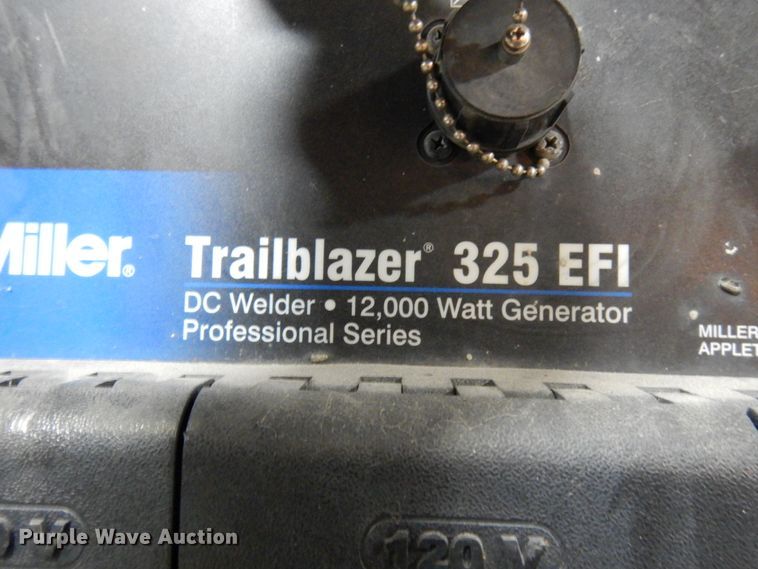 Miller®
Trailblazer® 325 EFI
DC Welder • 12,000 Watt Generator
Professional Series
MILLER
APPLET
120 V
Purple Wave Auction